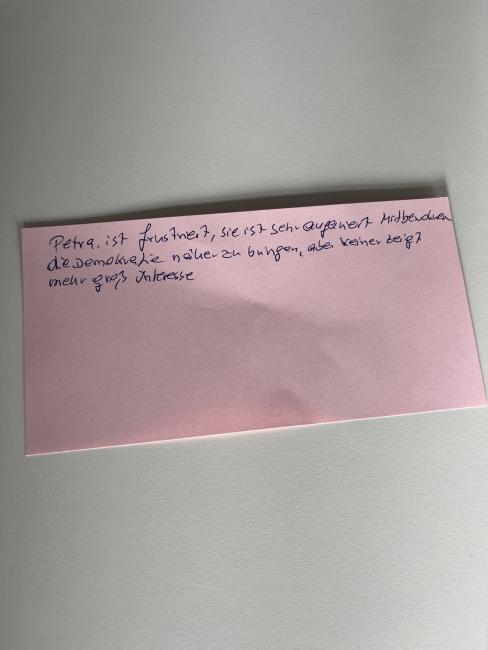 Petra. ist frustriert, sie ist sehr engagiert Mitbewohnern
die Demokratie näher zu bringen, aber keiner zeigt
mehr groß Interesse